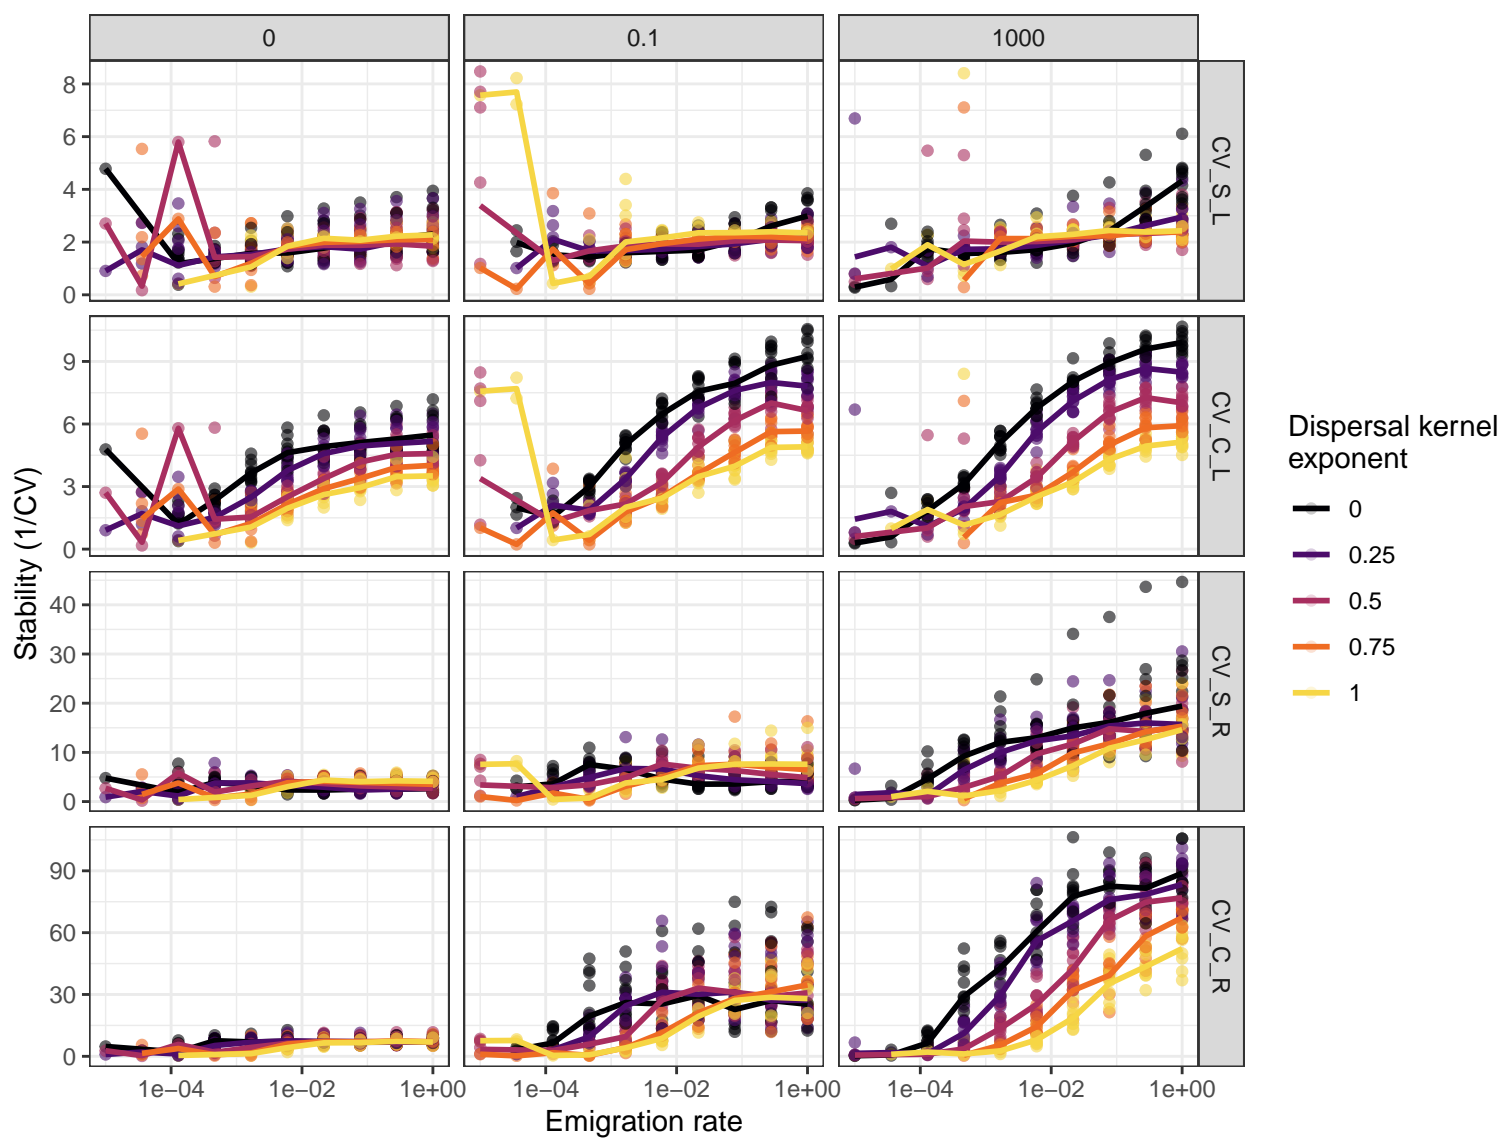 0 0.1 1000
8
6
4
2
0
CV_S_L
9
6
3
0
CV_C_L
40
30
20
10
0
CV_S_R
90
60
30
0
CV_C_R
1e−04 1e−02 1e+00 1e−04 1e−02 1e+00 1e−04 1e−02 1e+00
Emigration rate
Stability (1/CV)
Dispersal kernel
exponent
0
0.25
0.5
0.75
1